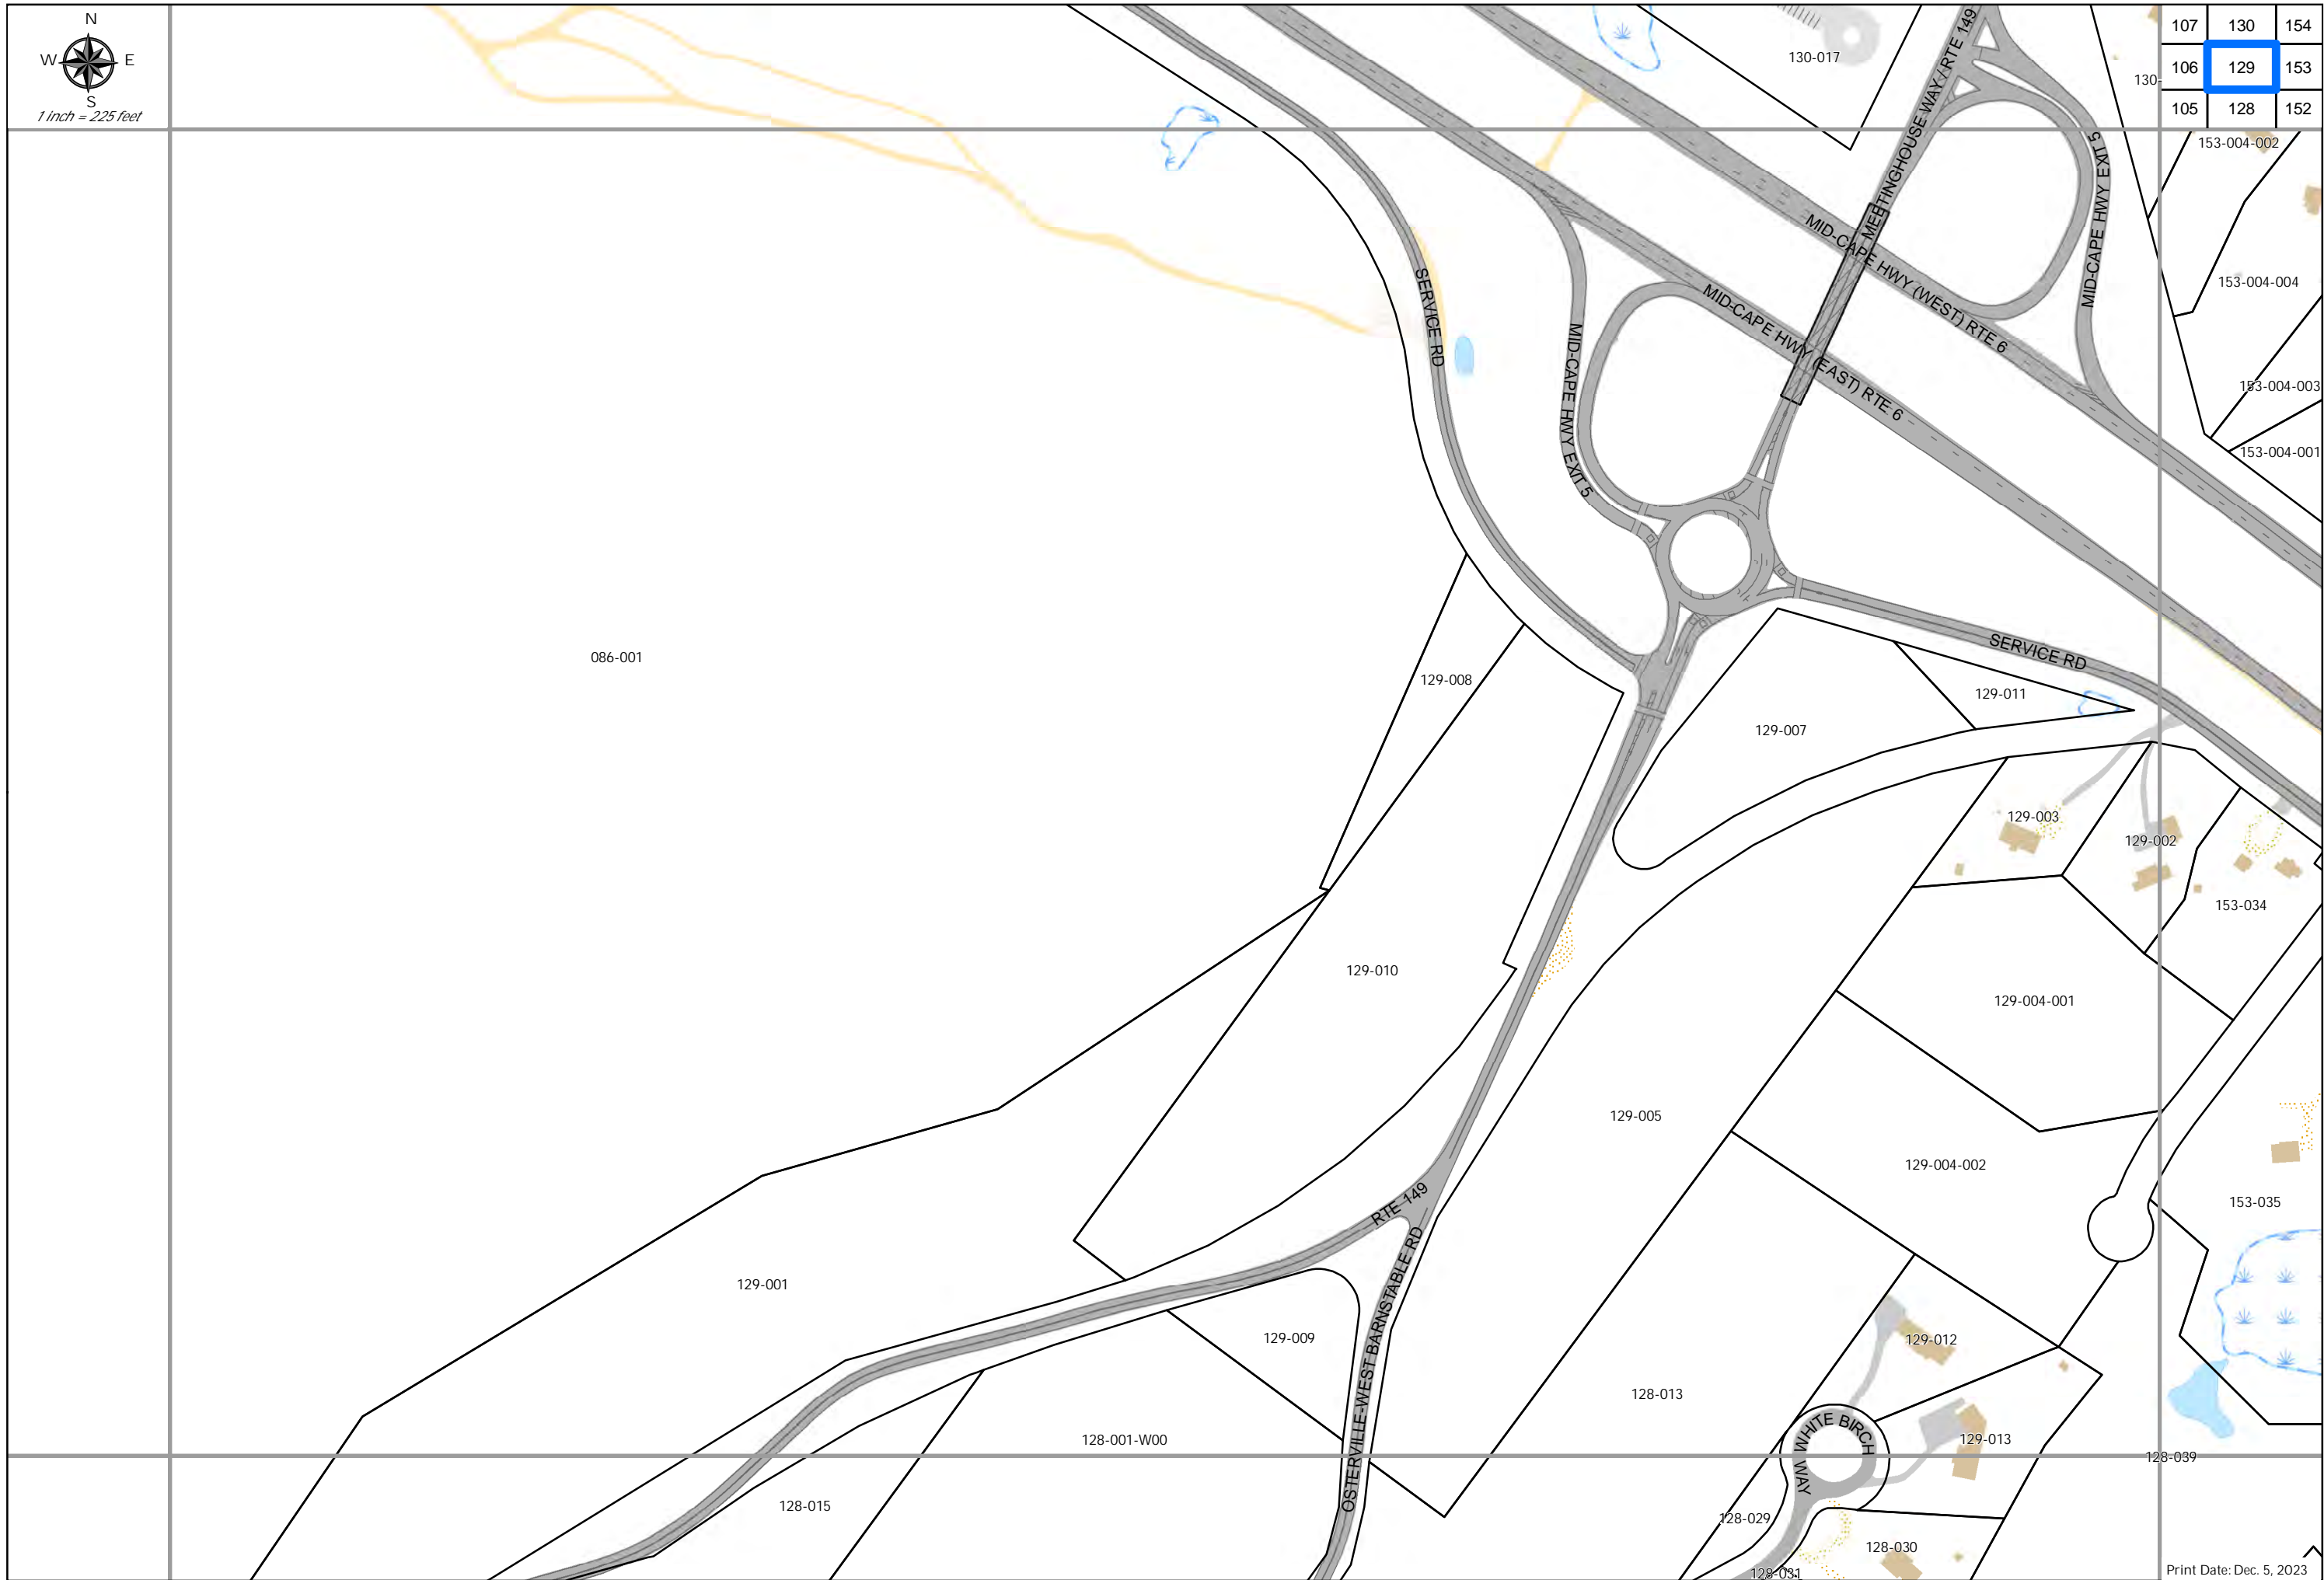 N
W E
S
1 inch = 225 feet
107 130 154
106 129 153
105 128 152
130-017
130-
MEETINGHOUSE WAY / RTE 149
MID-CAPE HWY EXIT 5
153-004-002
MID-CAPE HWY (WEST) RTE 6
MID-CAPE HWY (EAST) RTE 6
153-004-004
SERVICE RD
MID-CAPE HWY EXIT 5
153-004-003
153-004-001
086-001
129-008
SERVICE RD
129-011
129-007
129-003
129-002
153-034
129-010
129-004-001
129-005
129-004-002
RTE 149
153-035
129-001
129-009
OSTERVILLE-WEST BARNSTABLE RD
129-012
128-013
128-001-W00
WHITE BIRCH
WAY
129-013
128-039
128-015
128-029
128-030
128-031
Print Date: Dec. 5, 2023